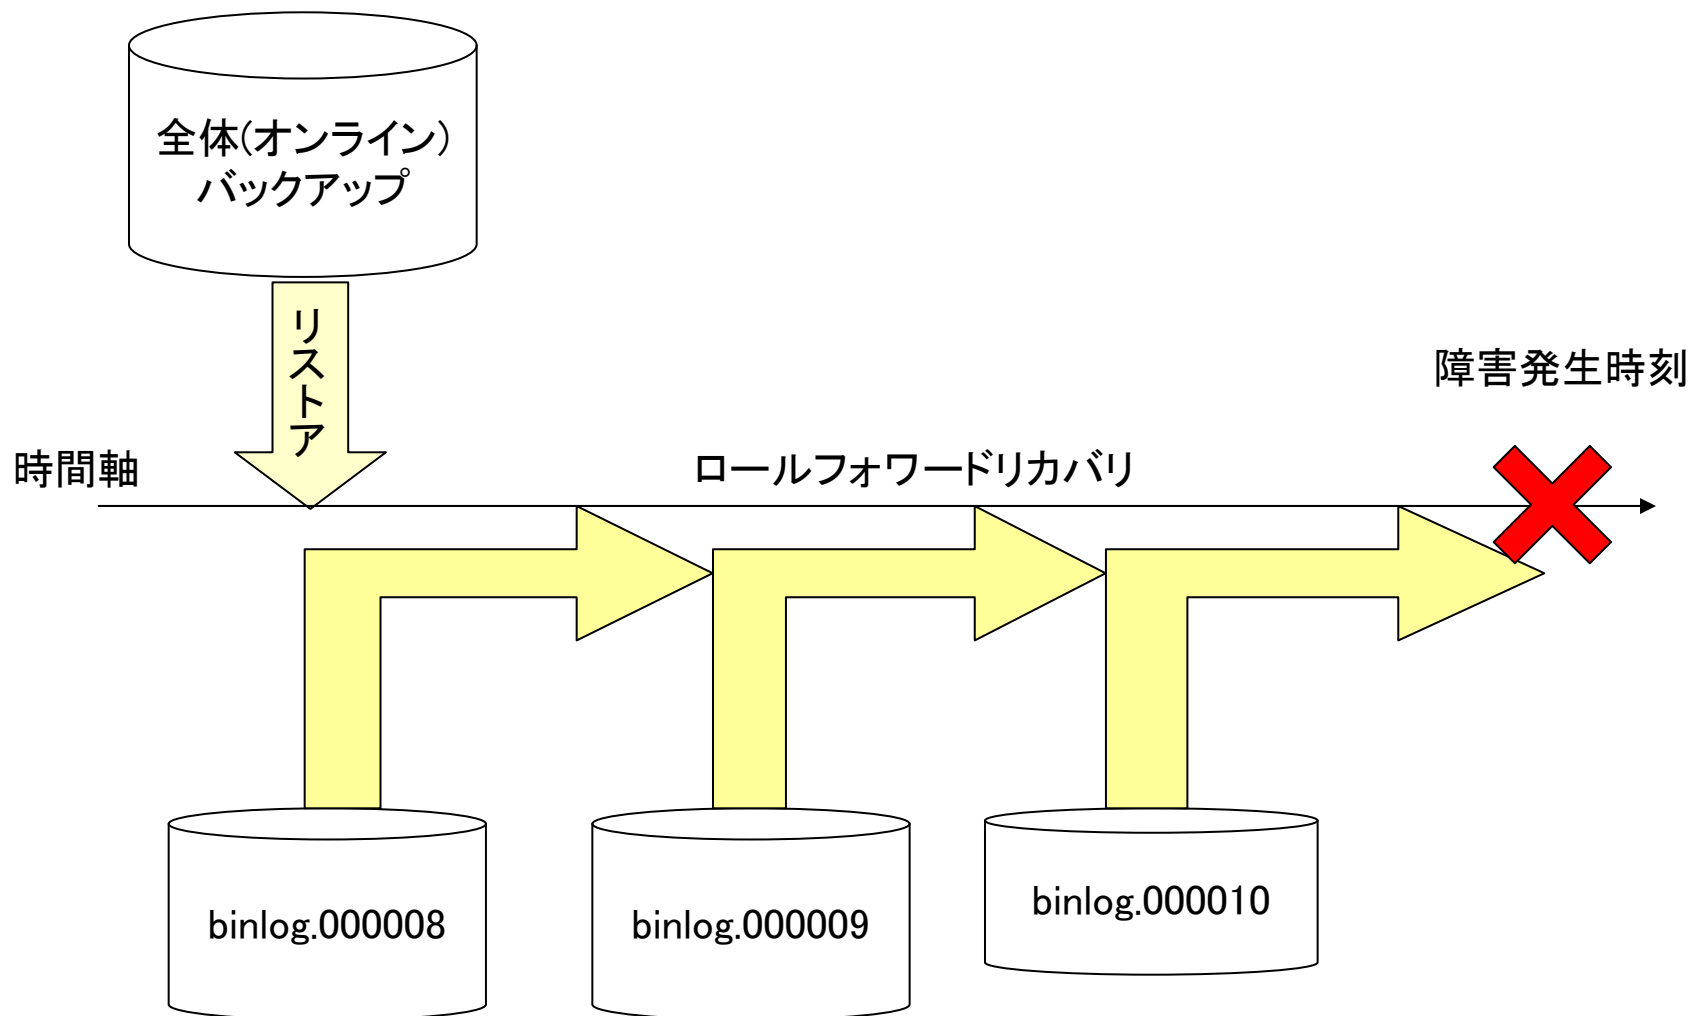 全体(オンライン)
バックアップ
リストア
障害発生時刻
時間軸
ロールフォワードリカバリ
binlog.000008
binlog.000009
binlog.000010